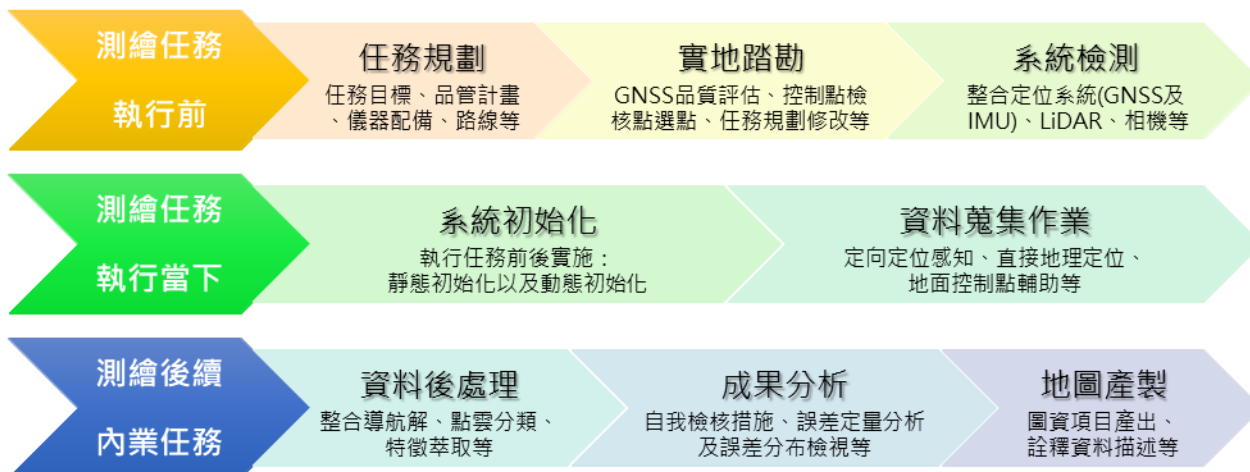 測繪任務
執行前
任務規劃
任務目標、品管計畫
、儀器配備、路線等
實地踏勘
GNSS品質評估、控制點檢
核點選點、任務規劃修改等
系統檢測
整合定位系統(GNSS及
IMU)、LiDAR、相機等
測繪任務
執行當下
系統初始化
執行任務前後實施：
靜態初始化以及動態初始化
資料蒐集作業
定向定位感知、直接地理定位、
地面控制點輔助等
測繪後續
內業任務
資料後處理
整合導航解、點雲分類、
特徵萃取等
成果分析
自我檢核措施、誤差定量分析
及誤差分布檢視等
地圖產製
圖資項目產出、
詮釋資料描述等